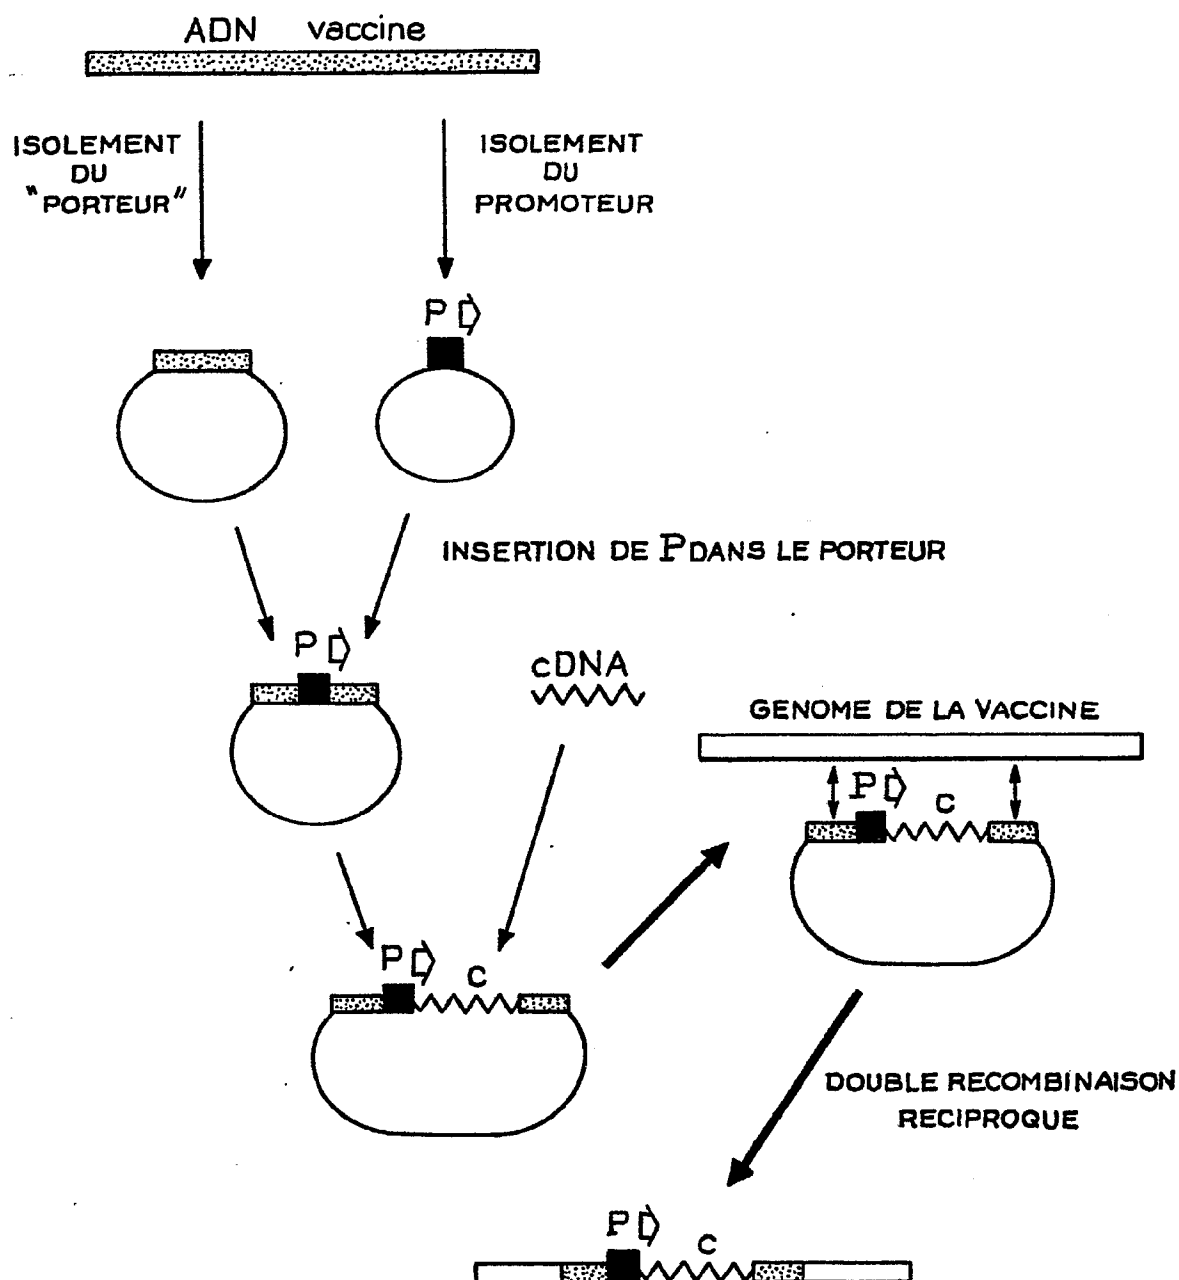 ADN vaccine
ISOLEMENT
DU
"PORTEUR"
ISOLEMENT
DU
PROMOTEUR
P
INSERTION DE P DANS LE PORTEUR
P
cDNA
GENOME DE LA VACCINE
P
C
P
C
DOUBLE RECOMBINAISON
RECIPROQUE
P
C